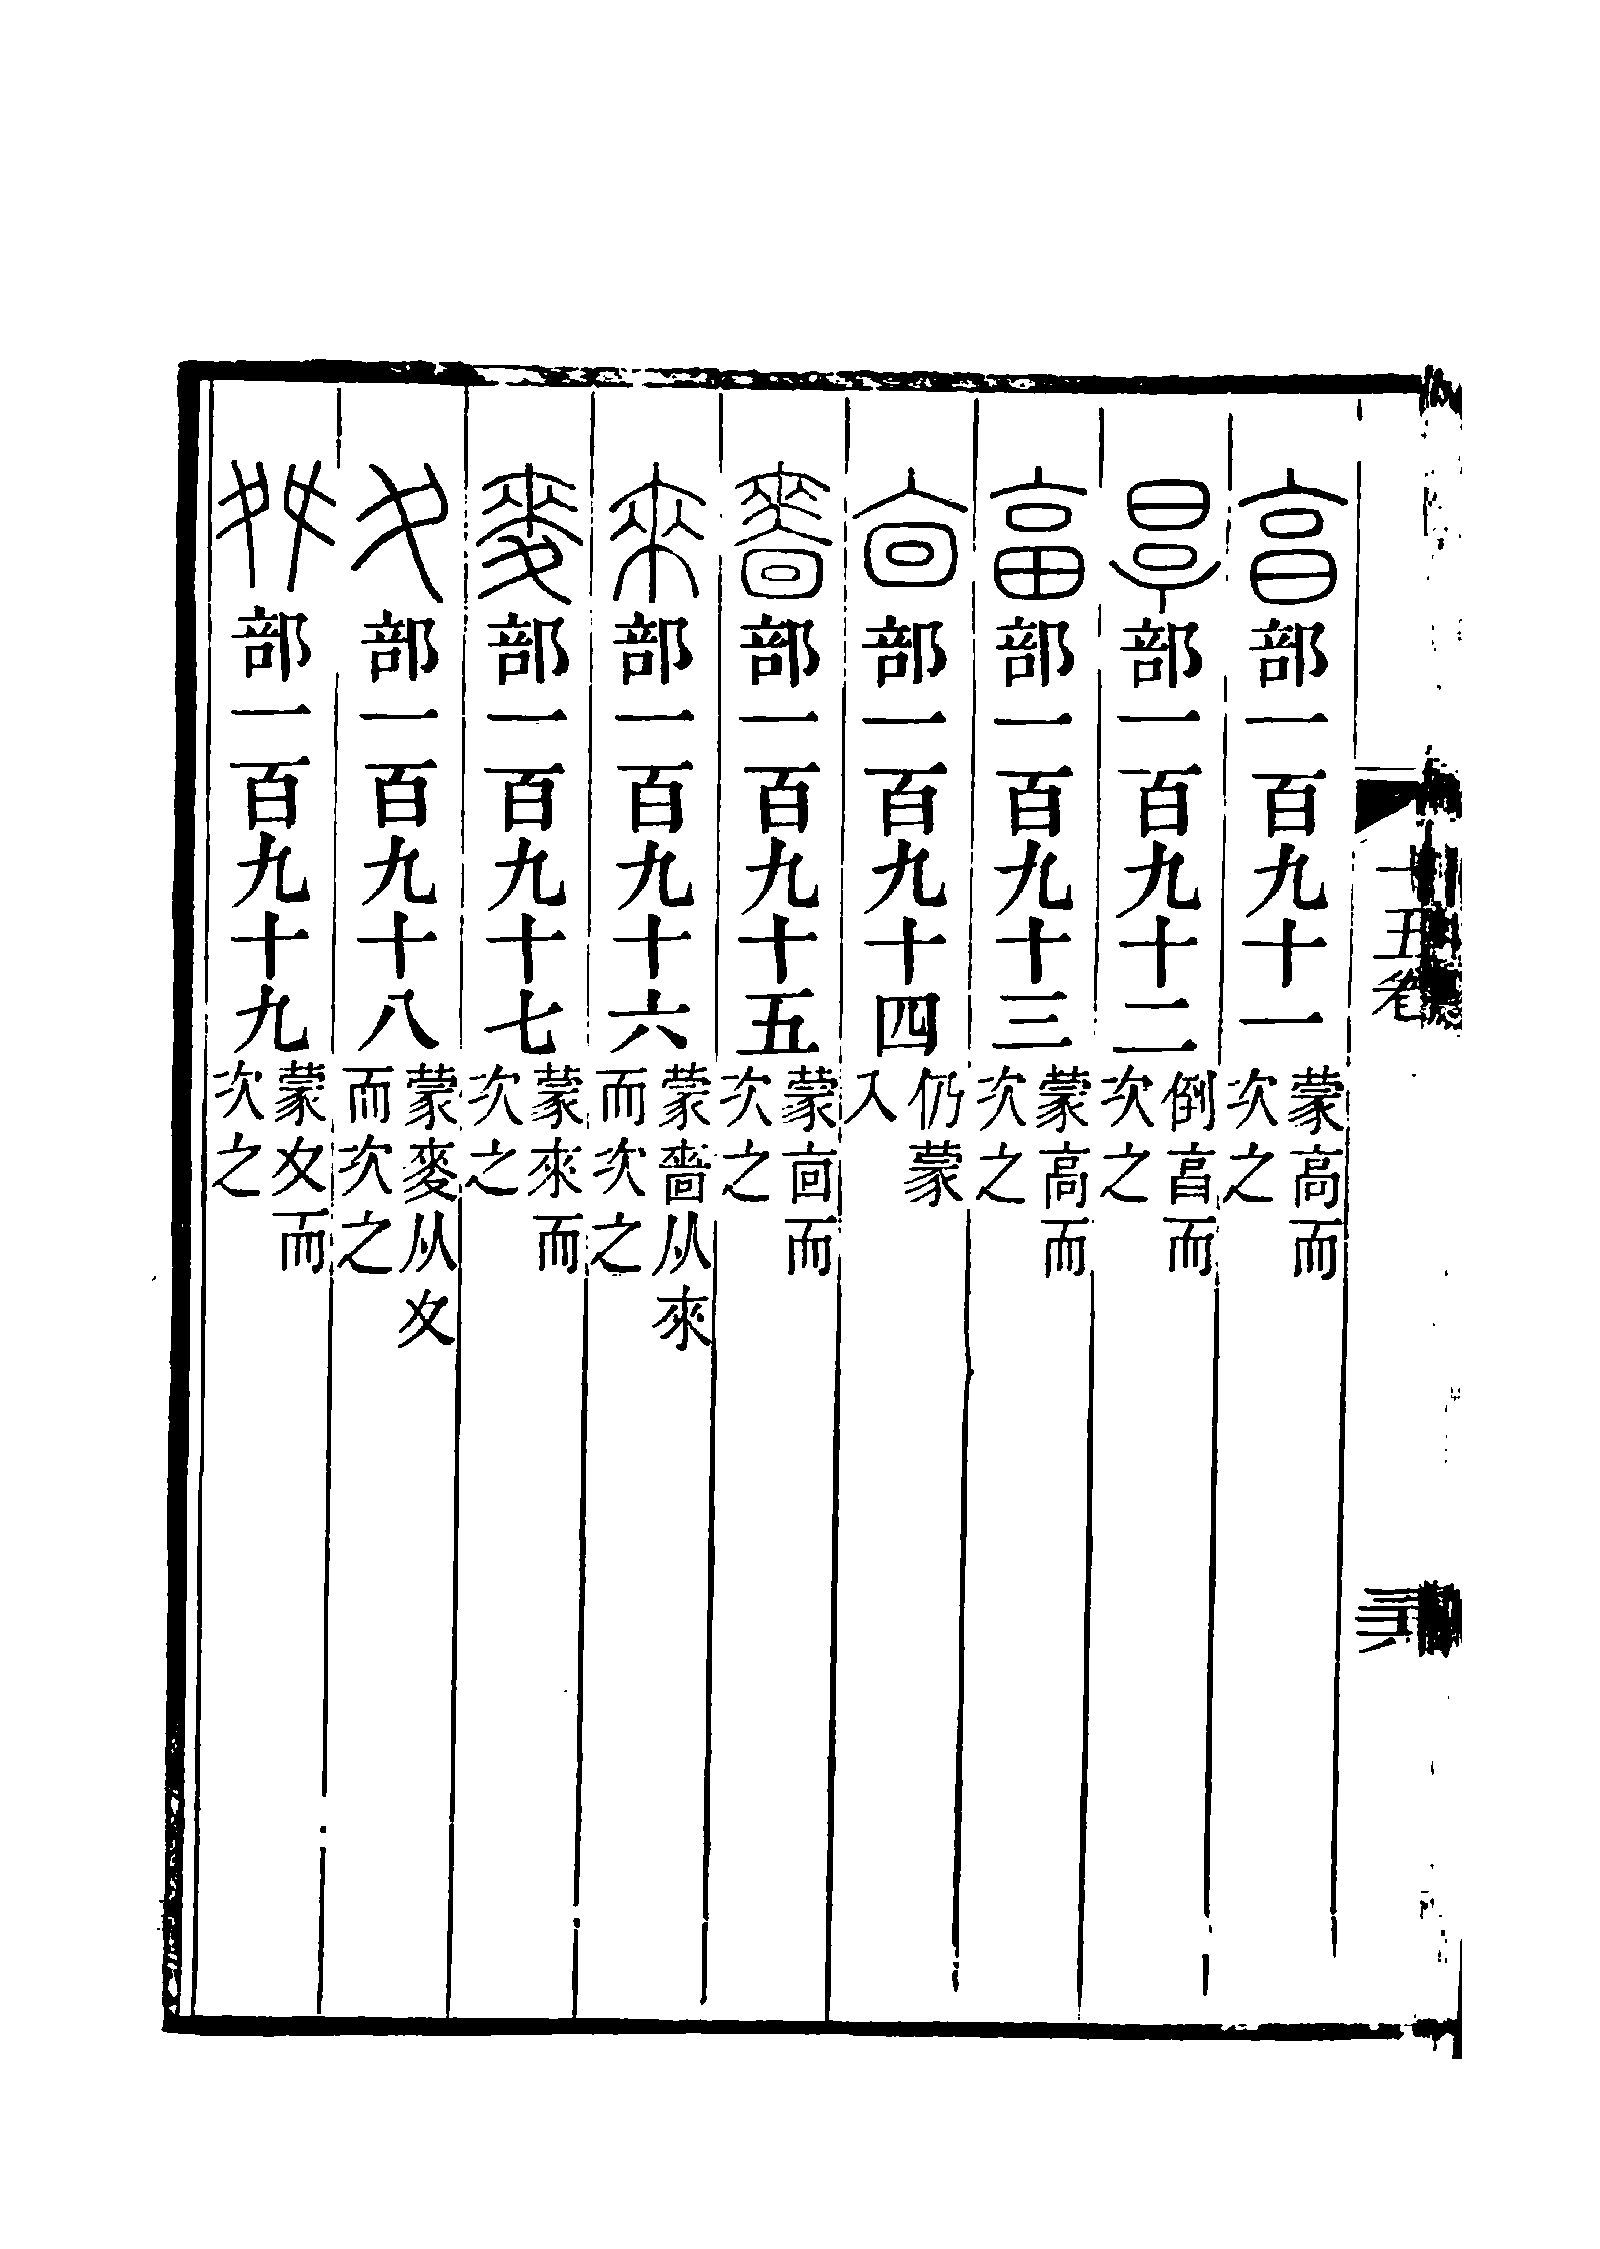 亯部一百九十一蒙高而次之
㫗部一百九十二倒亯而次之
畗部一百九十三蒙高而次之
㐭部一百九十四仍蒙入
嗇部一百九十五蒙㐭而次之
來部一百九十六蒙嗇从來而次之
麥部一百九十七蒙來而次之
夊部一百九十八蒙麥从夊而次之
舛部一百九十九蒙夊而次之